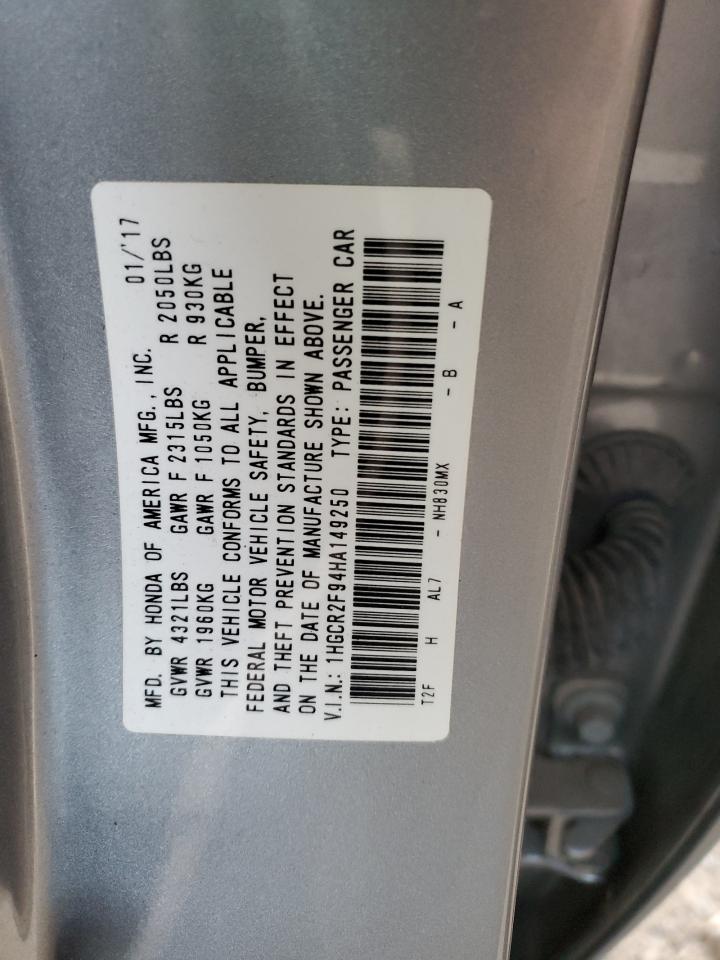 MFD. BY HONDA OF AMERICA MFG., INC. 01/'17
GVWR 4321LBS GAWR F 2315LBS R 2050LBS
GVWR 1960KG GAWR F 1050KG R 930KG
THIS VEHICLE CONFORMS TO ALL APPLICABLE
FEDERAL MOTOR VEHICLE SAFETY, BUMPER,
AND THEFT PREVENTION STANDARDS IN EFFECT
ON THE DATE OF MANUFACTURE SHOWN ABOVE.
V.I.N.: 1HGCR2F94HA149250 TYPE: PASSENGER CAR
T2F H AL7 - NH830MX - B - A